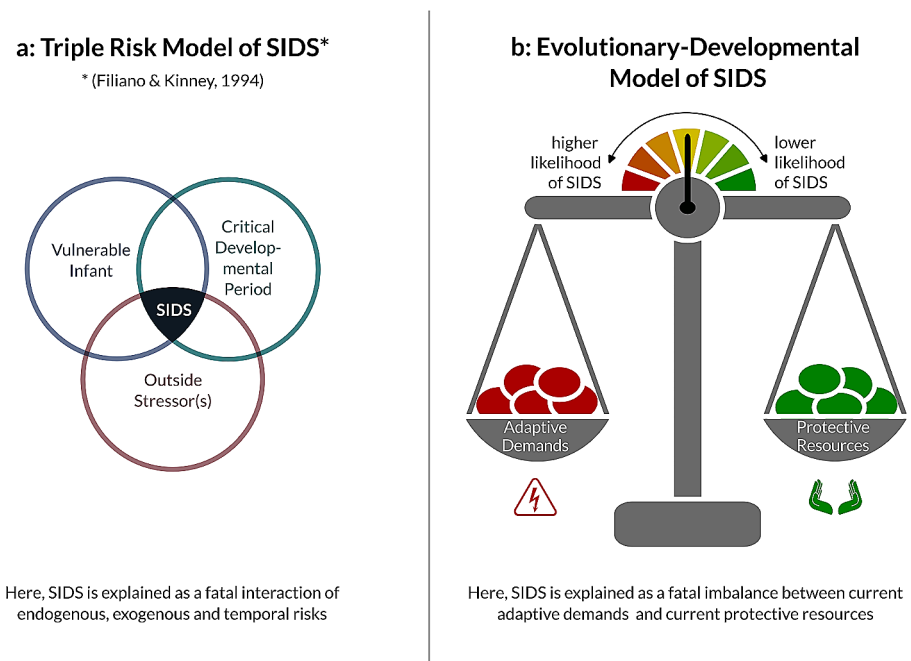 a: Triple Risk Model of SIDS*
* (Filiano & Kinney, 1994)
Vulnerable
Infant
Critical
Develop-
mental
Period
SIDS
Outside
Stressor(s)
Here, SIDS is explained as a fatal interaction of
endogenous, exogenous and temporal risks
b: Evolutionary-Developmental
Model of SIDS
higher
likelihood
of SIDS
lower
likelihood
of SIDS
Adaptive
Demands
Protective
Resources
Here, SIDS is explained as a fatal imbalance between current
adaptive demands and current protective resources